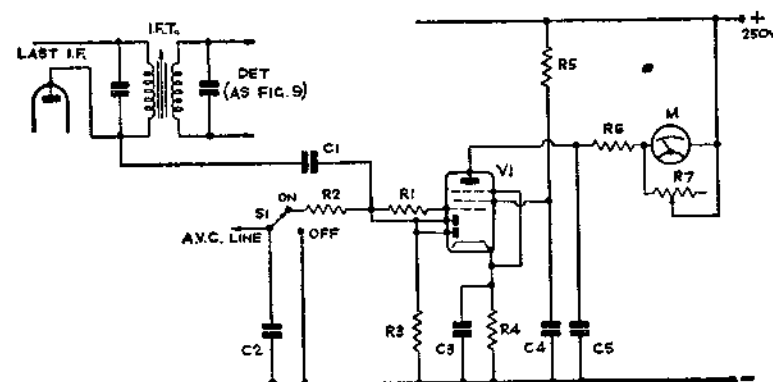 I.F.T.
+
250V
LAST I.F.
DET
(AS FIG. 9)
R5
M
R6
R7
C1
V1
ON
R2
R1
S1
A.V.C. LINE
OFF
C2
R3
C3
R4
C4
C5
−